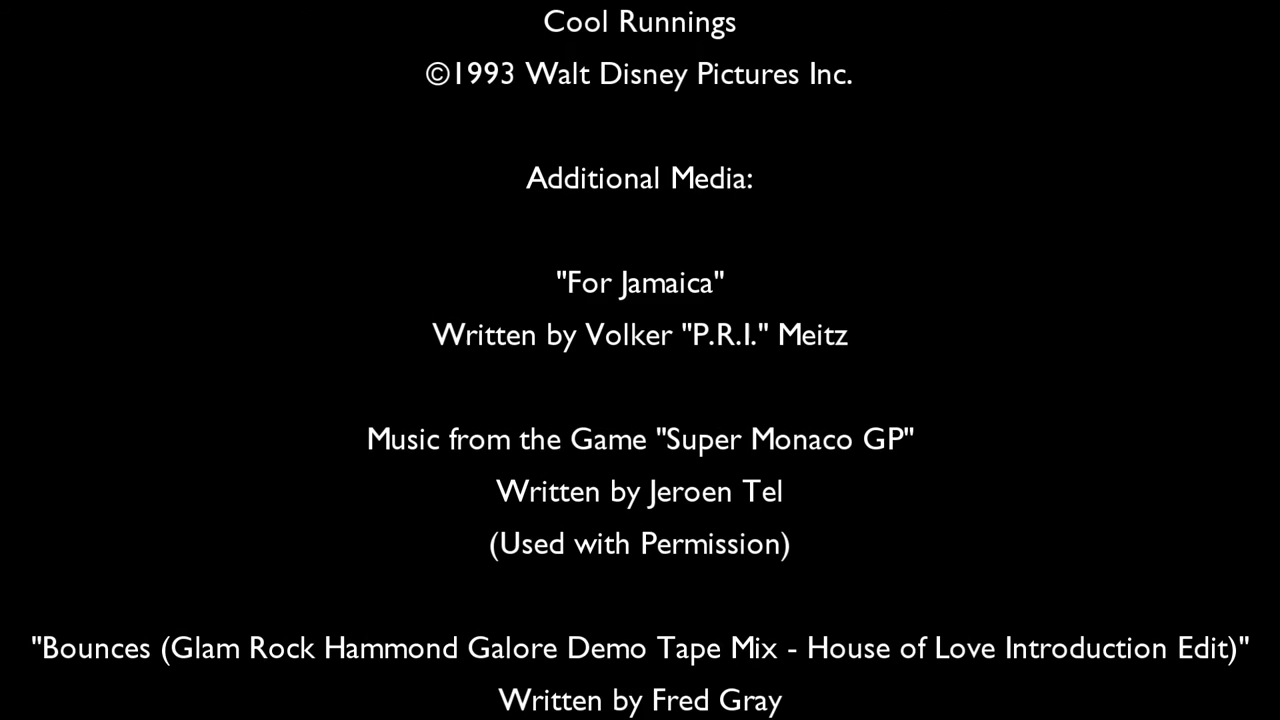 Cool Runnings
©1993 Walt Disney Pictures Inc.
Additional Media:
"For Jamaica"
Written by Volker "P.R.I." Meitz
Music from the Game "Super Monaco GP"
Written by Jeroen Tel
(Used with Permission)
"Bounces (Glam Rock Hammond Galore Demo Tape Mix - House of Love Introduction Edit)"
Written by Fred Gray